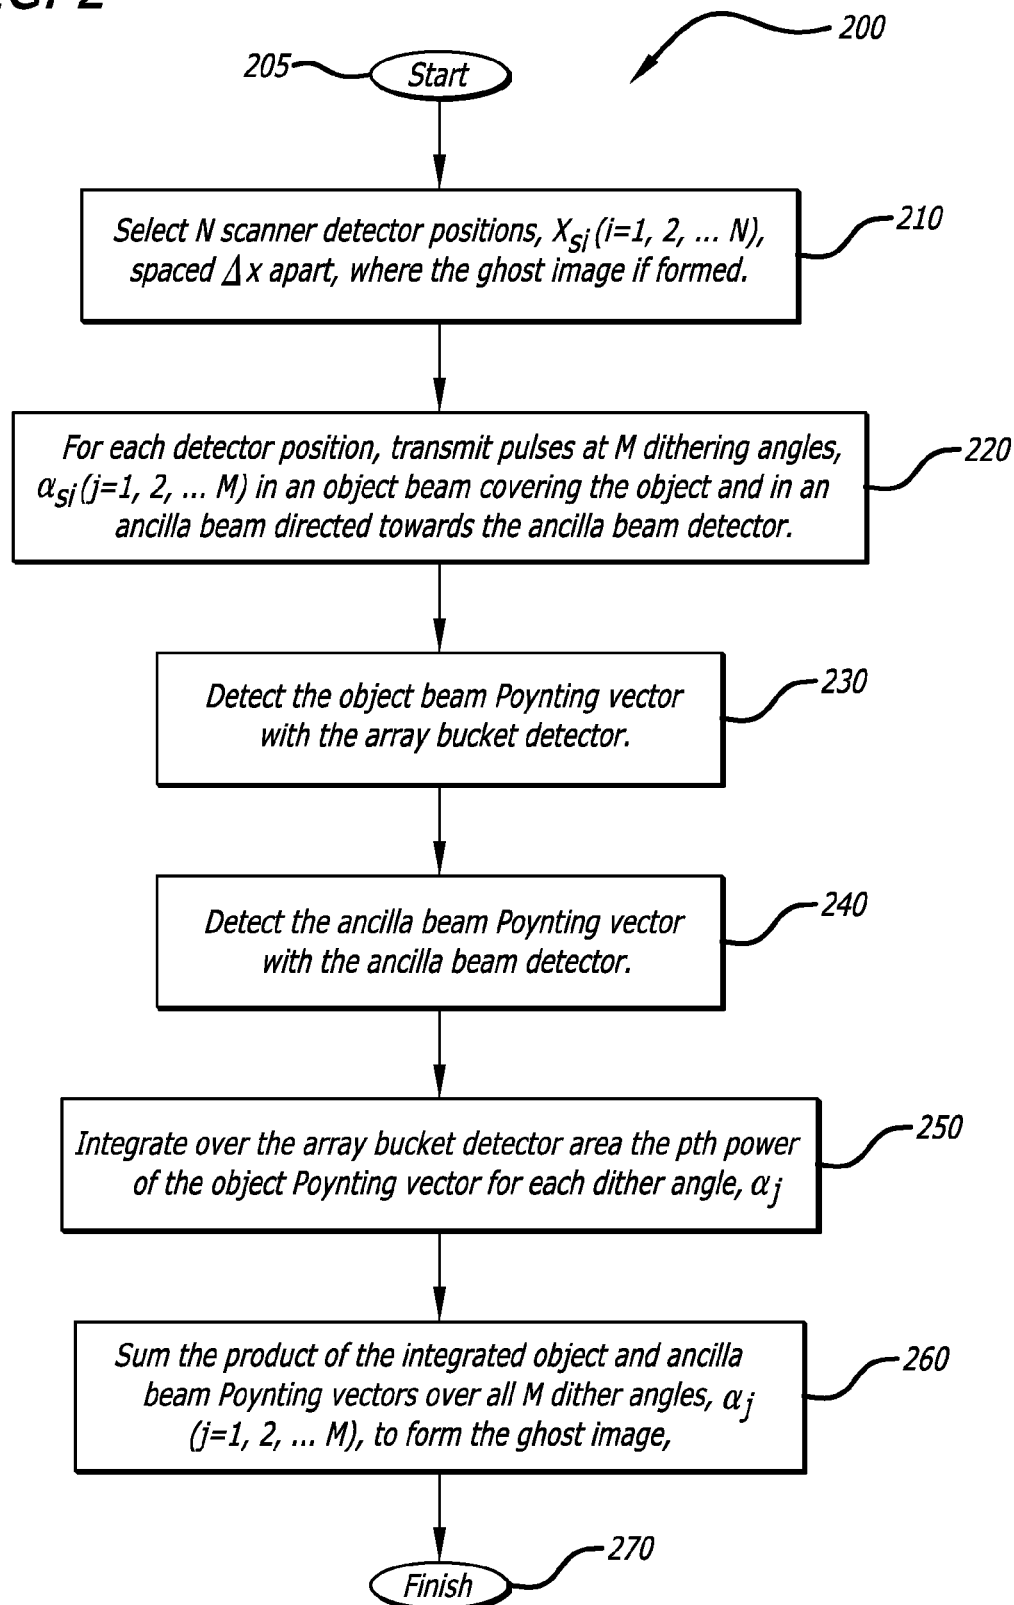 200
205
Start
Select N scanner detector positions, Xsi (i=1, 2, ... N),
spaced Δx apart, where the ghost image if formed.
210
For each detector position, transmit pulses at M dithering angles,
αsi (j=1, 2, ... M) in an object beam covering the object and in an
ancilla beam directed towards the ancilla beam detector.
220
Detect the object beam Poynting vector
with the array bucket detector.
230
Detect the ancilla beam Poynting vector
with the ancilla beam detector.
240
Integrate over the array bucket detector area the pth power
of the object Poynting vector for each dither angle, αj
250
Sum the product of the integrated object and ancilla
beam Poynting vectors over all M dither angles, αj
(j=1, 2, ... M), to form the ghost image,
260
Finish
270